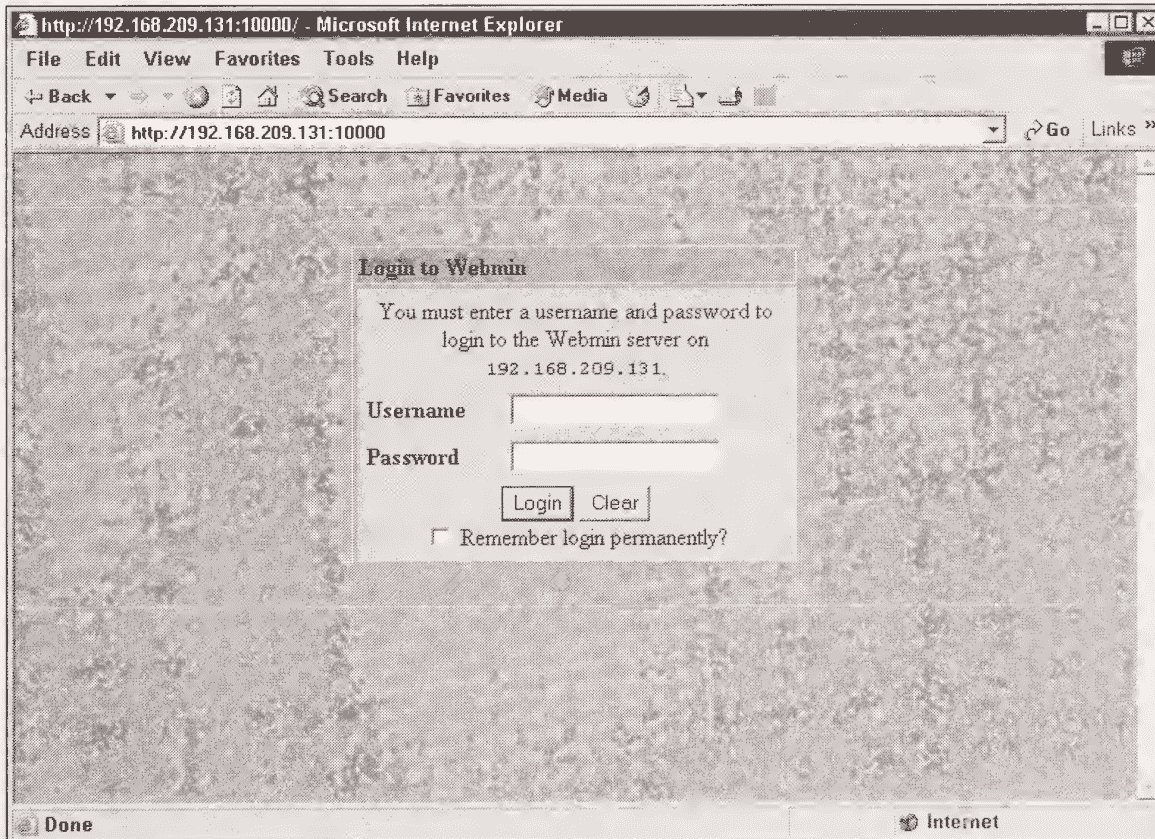 http://192.168.209.131:10000/ - Microsoft Internet Explorer
File Edit View Favorites Tools Help
Back Search Favorites Media
Address http://192.168.209.131:10000 Go Links »
Login to Webmin
You must enter a username and password to
login to the Webmin server on
192.168.209.131.
Username
Password
Login Clear
Remember login permanently?
Done Internet